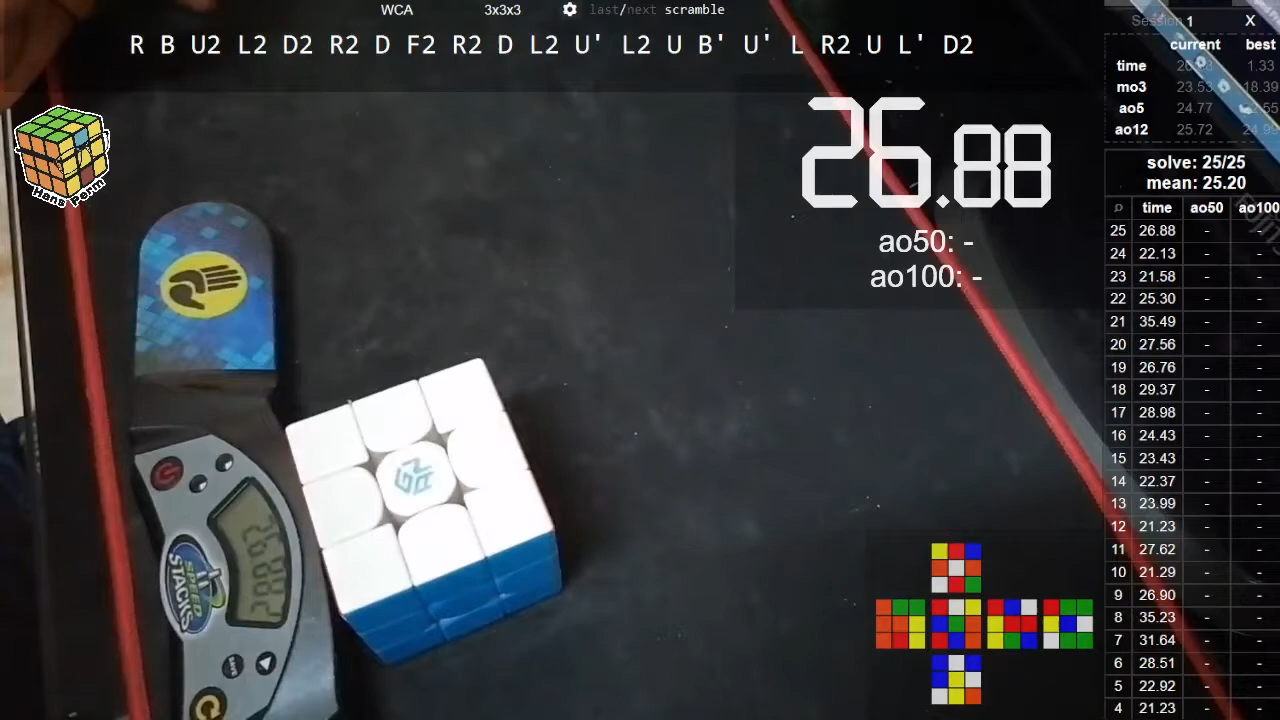 WCA 3x3x3 last/next scramble
R B U2 L2 D2 R2 D F2 R2 D L2 U' L2 U B' U' L R2 U L' D2
Session 1 X
current best
time 1.33
mo3 23.53 18.39
ao5 24.77
ao12 25.72 24.95
solve: 25/25
mean: 25.20
time ao50 ao100
25 26.88 - -
24 22.13 - -
23 21.58 - -
22 25.30 - -
21 35.49 - -
20 27.56 - -
19 26.76 - -
18 29.37 - -
17 28.98 - -
16 24.43 - -
15 23.43 - -
14 22.37 - -
13 23.99 - -
12 21.23 - -
11 27.62 - -
10 21.29 - -
9 26.90 - -
8 35.23 - -
7 31.64 - -
6 28.51 - -
5 22.92 - -
4 21.23 - -
26.88
ao50: -
ao100: -
Hans Perm
GAN
SPEED
STACKS